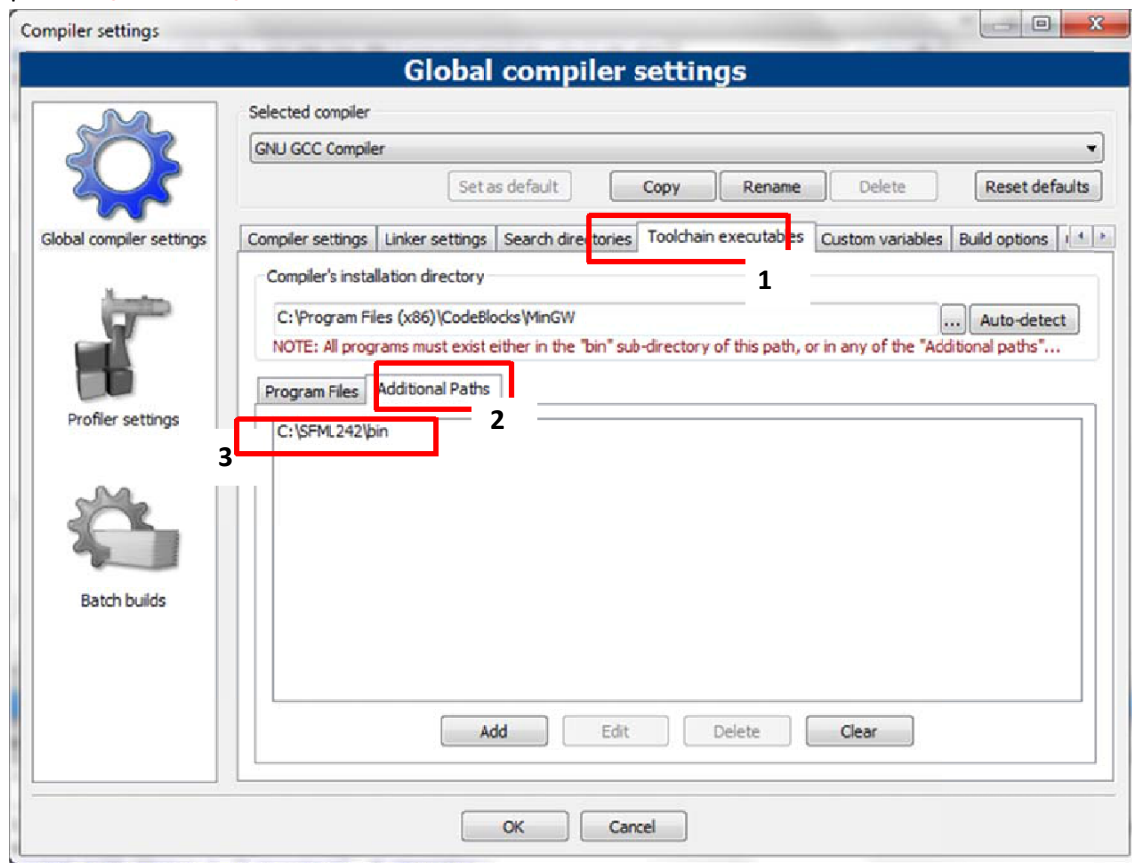 Compiler settings
Global compiler settings
Selected compiler
GNU GCC Compiler
Set as default Copy Rename Delete Reset defaults
Global compiler settings
Compiler settings Linker settings Search directories Toolchain executables Custom variables Build options
1
Compiler's installation directory
C:\Program Files (x86)\CodeBlocks\MinGW ... Auto-detect
NOTE: All programs must exist either in the "bin" sub-directory of this path, or in any of the "Additional paths"...
Program Files Additional Paths
2
Profiler settings
C:\SFML242\bin
3
Batch builds
Add Edit Delete Clear
OK Cancel